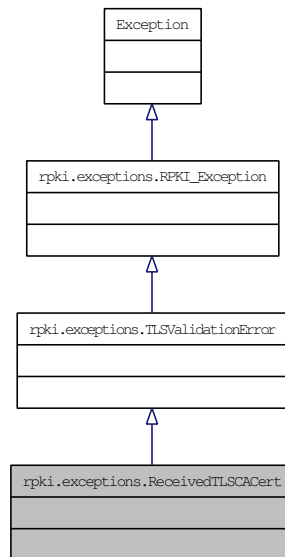 Exception
rpki.exceptions.RPKI_Exception
rpki.exceptions.TLSValidationError
rpki.exceptions.ReceivedTLSCACert